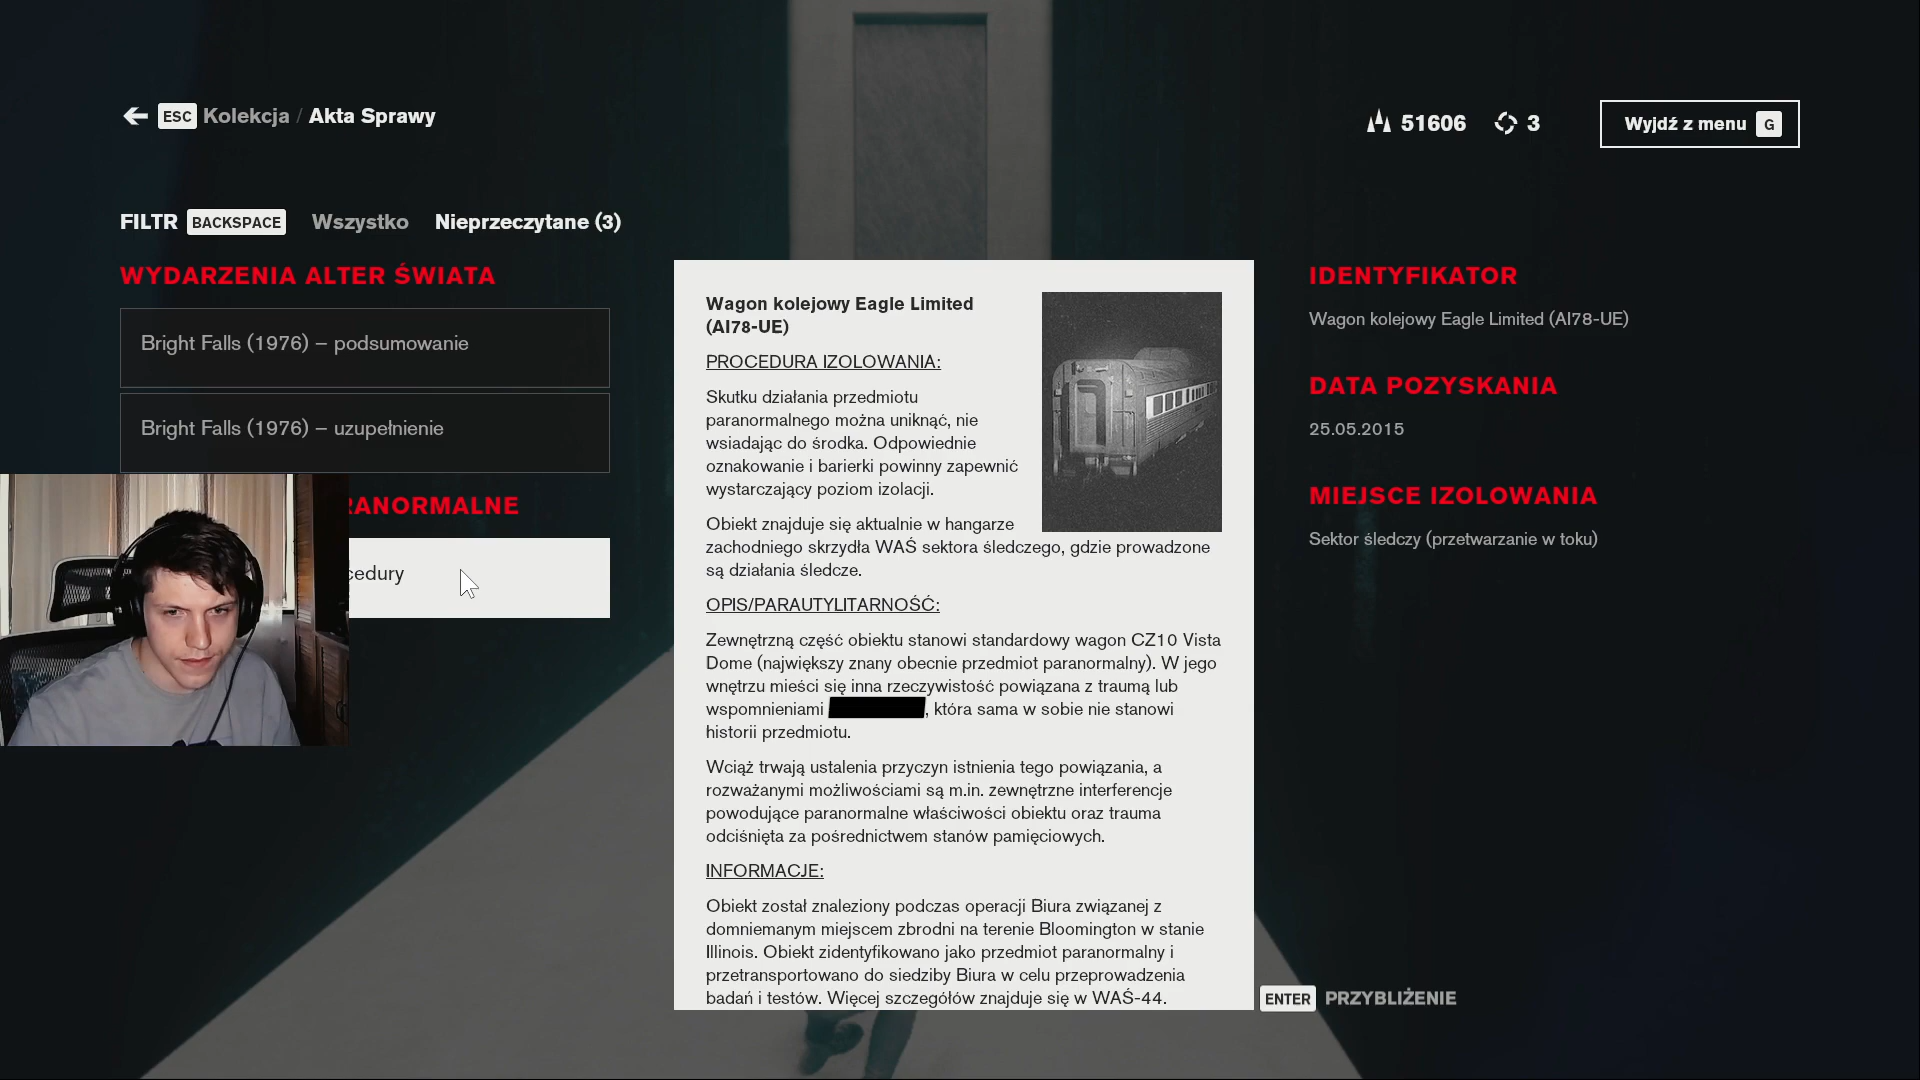 ESC Kolekcja / Akta Sprawy
51606
3
Wyjdź z menu G
FILTR BACKSPACE Wszystko Nieprzeczytane (3)
WYDARZENIA ALTER ŚWIATA
Bright Falls (1976) – podsumowanie
Bright Falls (1976) – uzupełnienie
RANORMALNE
cedury
Wagon kolejowy Eagle Limited
(AI78-UE)
PROCEDURA IZOLOWANIA:
Skutku działania przedmiotu
paranormalnego można uniknąć, nie
wsiadając do środka. Odpowiednie
oznakowanie i barierki powinny zapewnić
wystarczający poziom izolacji.
Obiekt znajduje się aktualnie w hangarze
zachodniego skrzydła WAŚ sektora śledczego, gdzie prowadzone
są działania śledcze.
OPIS/PARAUTYLITARNOŚĆ:
Zewnętrzną część obiektu stanowi standardowy wagon CZ10 Vista
Dome (największy znany obecnie przedmiot paranormalny). W jego
wnętrzu mieści się inna rzeczywistość powiązana z traumą lub
wspomnieniami , która sama w sobie nie stanowi
historii przedmiotu.
Wciąż trwają ustalenia przyczyn istnienia tego powiązania, a
rozważanymi możliwościami są m.in. zewnętrzne interferencje
powodujące paranormalne właściwości obiektu oraz trauma
odciśnięta za pośrednictwem stanów pamięciowych.
INFORMACJE:
Obiekt został znaleziony podczas operacji Biura związanej z
domniemanym miejscem zbrodni na terenie Bloomington w stanie
Illinois. Obiekt zidentyfikowano jako przedmiot paranormalny i
przetransportowano do siedziby Biura w celu przeprowadzenia
badań i testów. Więcej szczegółów znajduje się w WAŚ-44.
IDENTYFIKATOR
Wagon kolejowy Eagle Limited (AI78-UE)
DATA POZYSKANIA
25.05.2015
MIEJSCE IZOLOWANIA
Sektor śledczy (przetwarzanie w toku)
ENTER PRZYBLIŻENIE